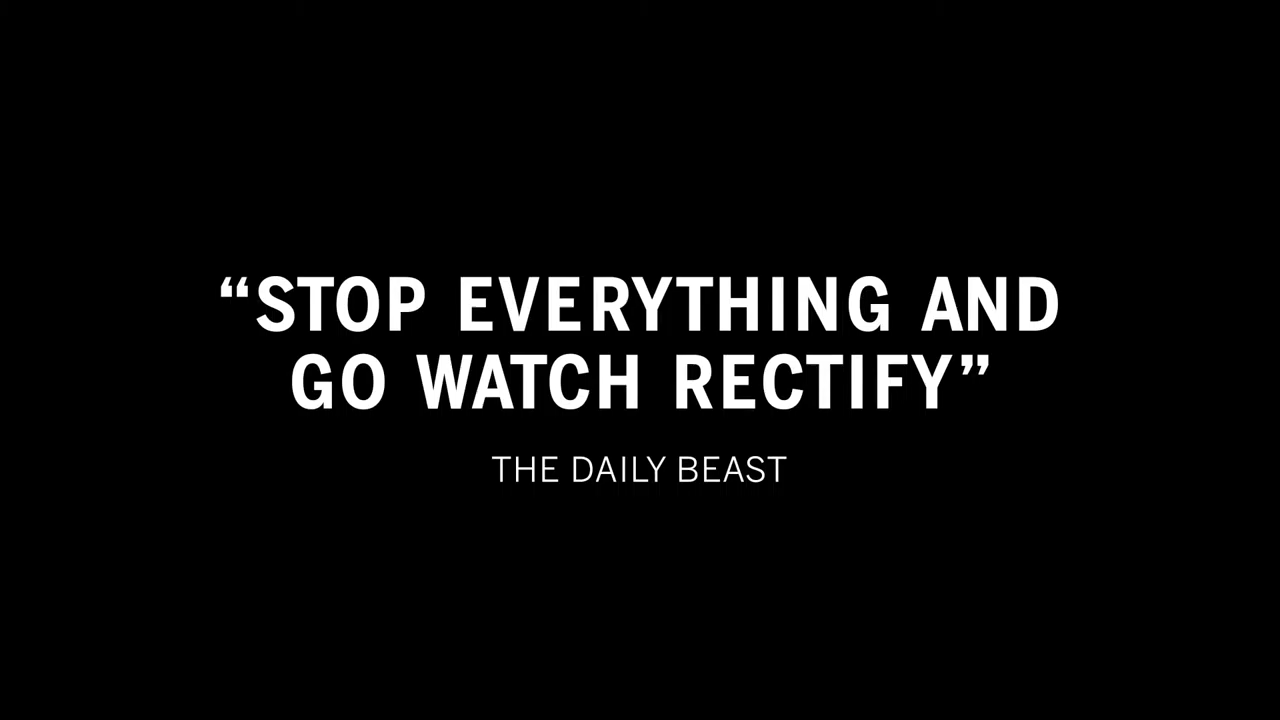 “STOP EVERYTHING AND
GO WATCH RECTIFY”
THE DAILY BEAST